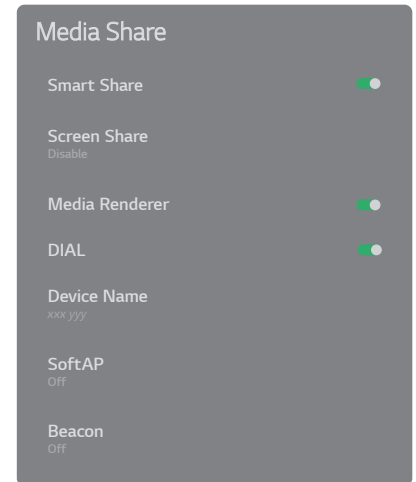 Media Share
Smart Share
Screen Share
Disable
Media Renderer
DIAL
Device Name
xxx yyy
SoftAP
Off
Beacon
Off